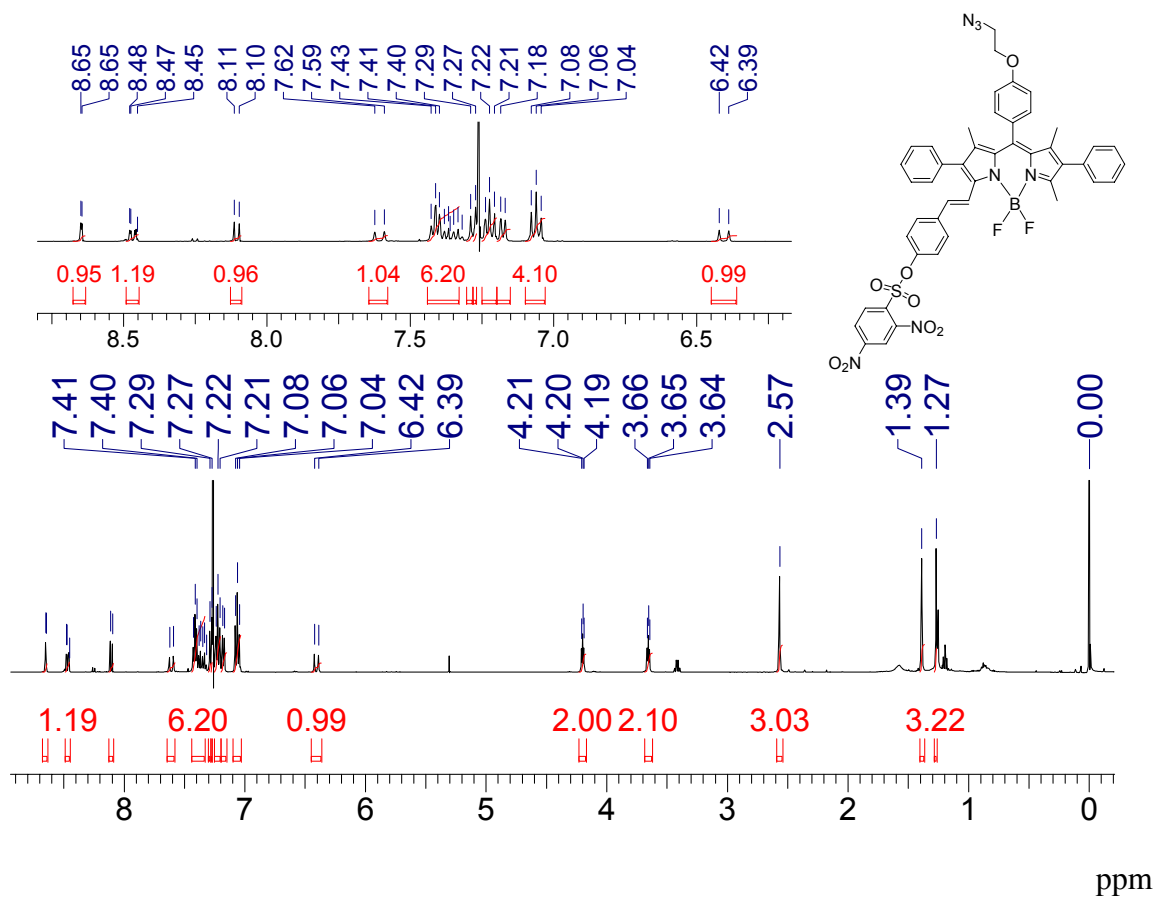 8.65 8.65 8.48 8.47 8.45 8.11 8.10 7.62 7.59 7.43 7.41 7.40 7.29 7.27 7.22 7.21 7.18 7.08 7.06 7.04 6.42 6.39
0.95 1.19 0.96 1.04 6.20 4.10 0.99
8.5 8.0 7.5 7.0 6.5
N3
O
N N
B
F F
O
O S O
NO2
O2N
7.41 7.40 7.29 7.27 7.22 7.21 7.08 7.06 7.04 6.42 6.39 4.21 4.20 4.19 3.66 3.65 3.64 2.57 1.39 1.27 0.00
1.19 6.20 0.99 2.00 2.10 3.03 3.22
8 7 6 5 4 3 2 1 0
ppm